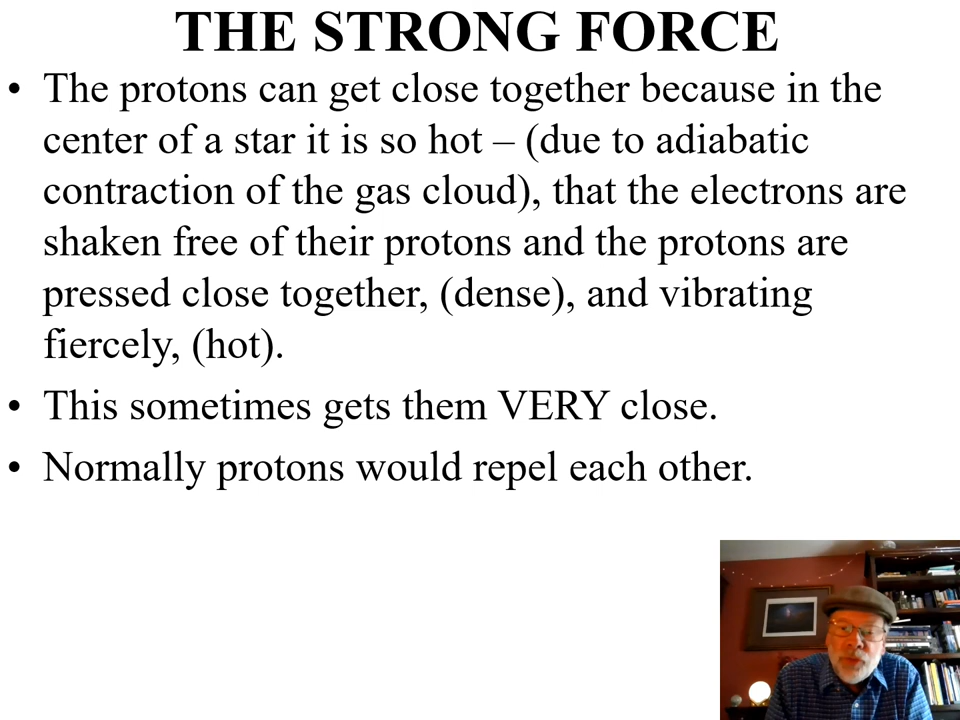 THE STRONG FORCE
• The protons can get close together because in the
center of a star it is so hot – (due to adiabatic
contraction of the gas cloud), that the electrons are
shaken free of their protons and the protons are
pressed close together, (dense), and vibrating
fiercely, (hot).
• This sometimes gets them VERY close.
• Normally protons would repel each other.